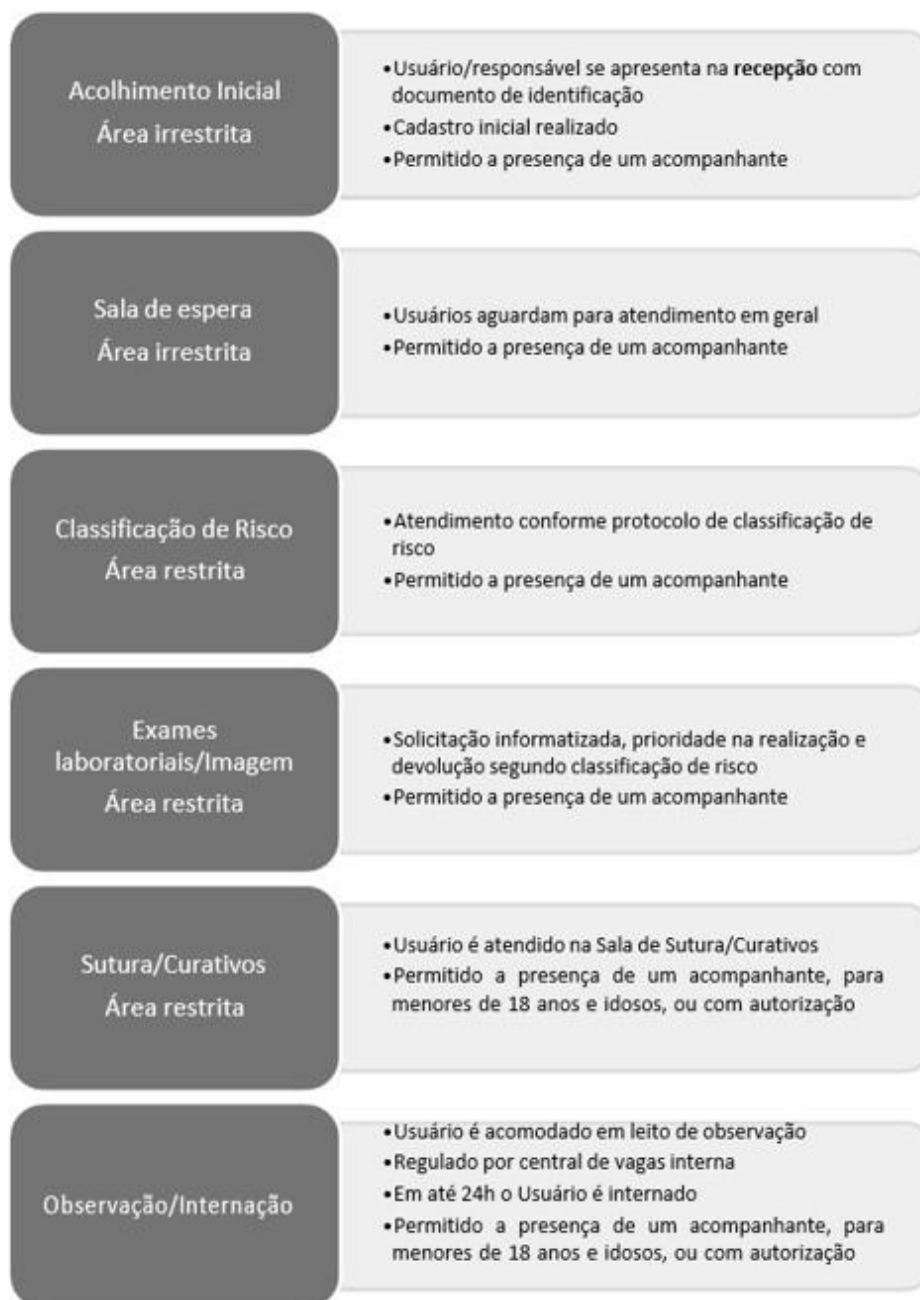 Acolhimento Inicial
Área irrestrita
•Usuário/responsável se apresenta na recepção com
documento de identificação
•Cadastro inicial realizado
•Permitido a presença de um acompanhante
Sala de espera
Área irrestrita
•Usuários aguardam para atendimento em geral
•Permitido a presença de um acompanhante
Classificação de Risco
Área restrita
•Atendimento conforme protocolo de classificação de
risco
•Permitido a presença de um acompanhante
Exames
laboratoriais/Imagem
Área restrita
•Solicitação informatizada, prioridade na realização e
devolução segundo classificação de risco
•Permitido a presença de um acompanhante
Sutura/Curativos
Área restrita
•Usuário é atendido na Sala de Sutura/Curativos
•Permitido a presença de um acompanhante, para
menores de 18 anos e idosos, ou com autorização
Observação/Internação
•Usuário é acomodado em leito de observação
•Regulado por central de vagas interna
•Em até 24h o Usuário é internado
•Permitido a presença de um acompanhante, para
menores de 18 anos e idosos, ou com autorização